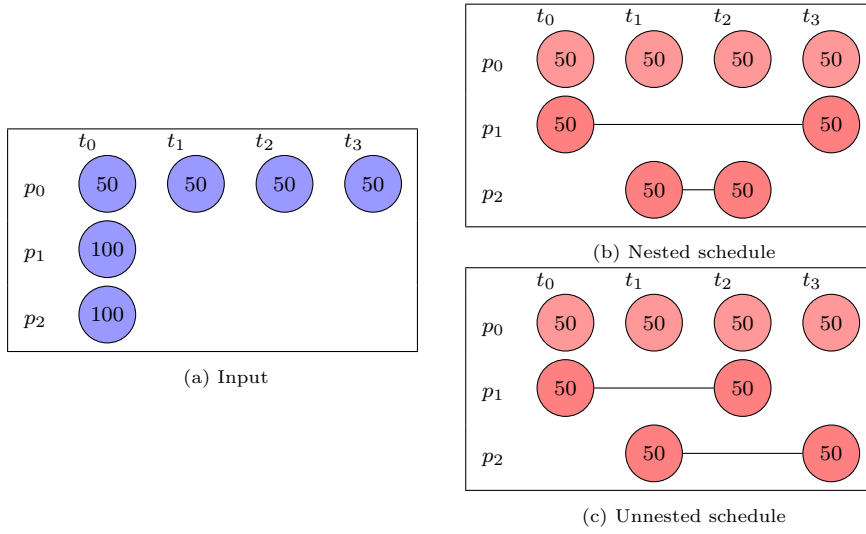 t₀ t₁ t₂ t₃
p₀ 50 50 50 50
p₁ 100
p₂ 100
(a) Input
t₀ t₁ t₂ t₃
p₀ 50 50 50 50
p₁ 50 50
p₂ 50 50
(b) Nested schedule
t₀ t₁ t₂ t₃
p₀ 50 50 50 50
p₁ 50 50
p₂ 50 50
(c) Unnested schedule